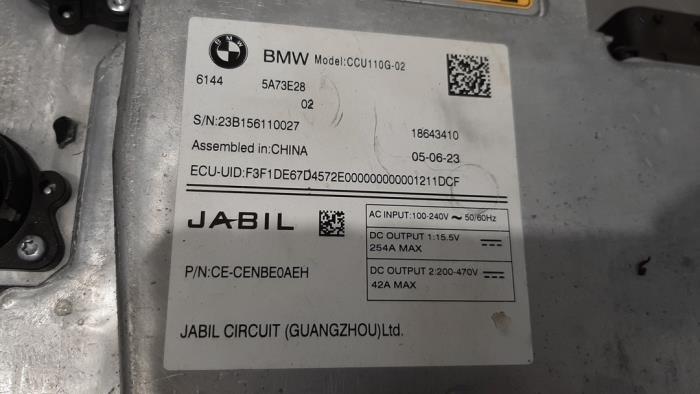 BMW Model:CCU110G-02
6144 5A73E28
02
S/N:23B156110027 18643410
Assembled in:CHINA 05-06-23
ECU-UID:F3F1DE67D4572E000000000001211DCF
JABIL
AC INPUT:100-240V ~ 50/60Hz
DC OUTPUT 1:15.5V
254A MAX
P/N:CE-CENBE0AEH
DC OUTPUT 2:200-470V
42A MAX
JABIL CIRCUIT (GUANGZHOU)Ltd.